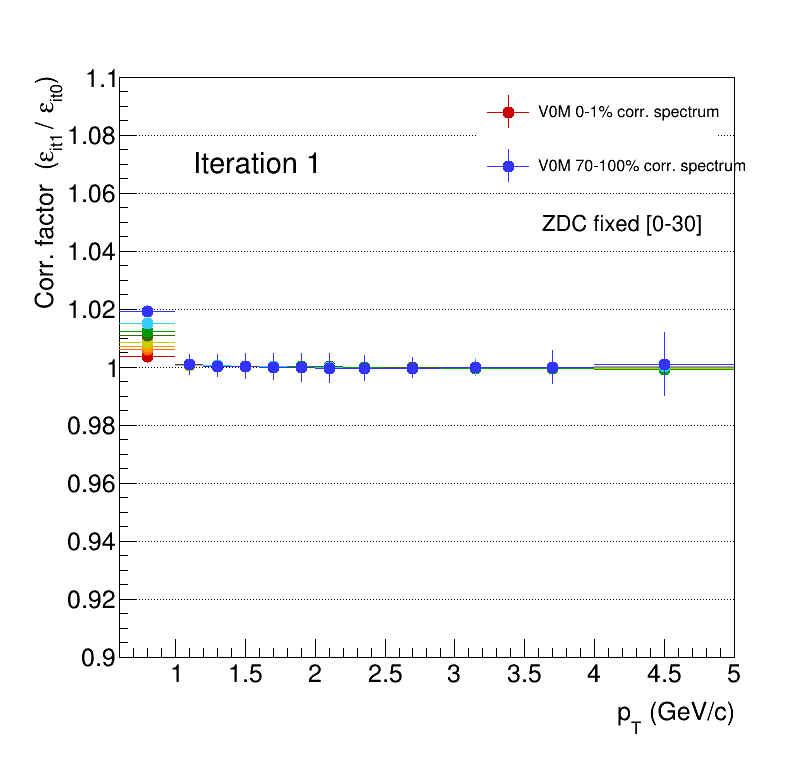 Corr. factor (ε_it1 / ε_it0)
1.1
1.08
1.06
1.04
1.02
1
0.98
0.96
0.94
0.92
0.9
V0M 0-1% corr. spectrum
V0M 70-100% corr. spectrum
Iteration 1
ZDC fixed [0-30]
1 1.5 2 2.5 3 3.5 4 4.5 5
p_T (GeV/c)